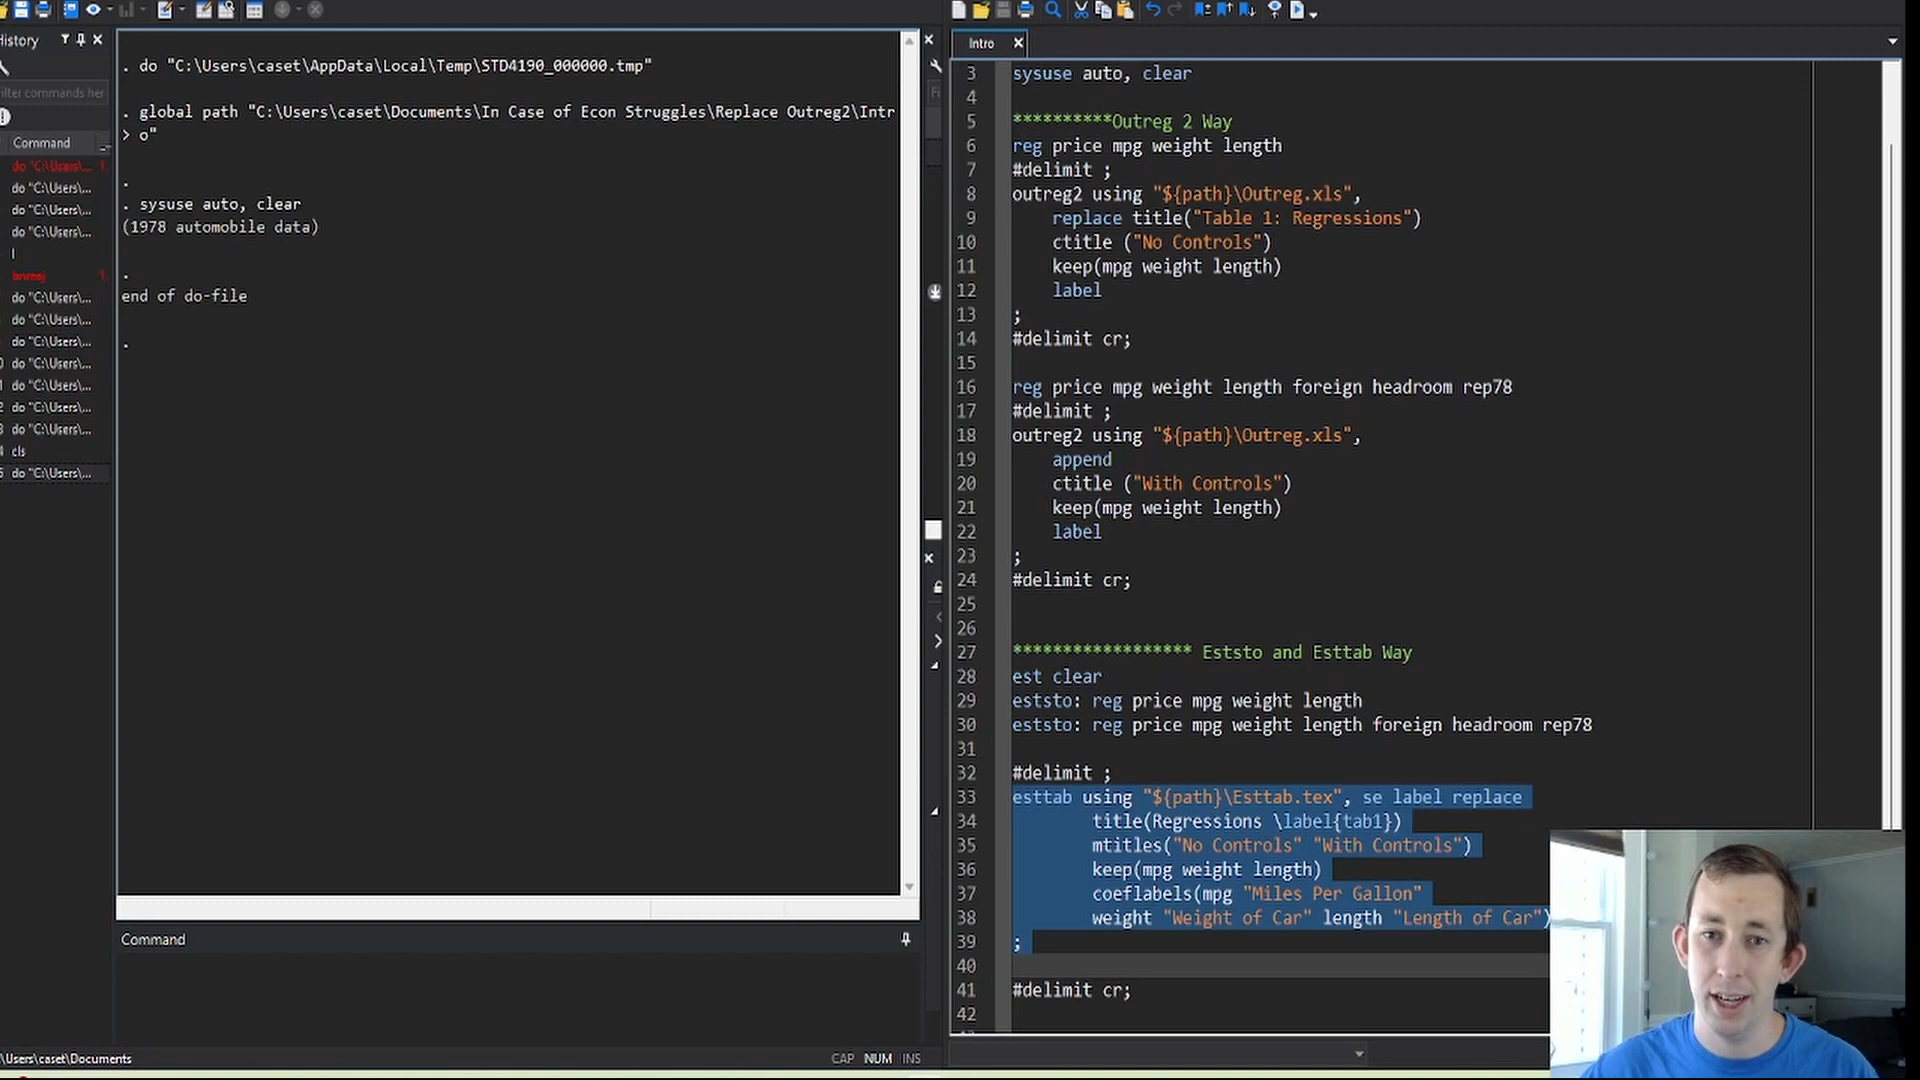 History
filter commands her
Command
do "C:\Users\... 1
do "C:\Users\...
do "C:\Users\...
do "C:\Users\...
do "C:\Users\...
do "C:\Users\...
do "C:\Users\...
do "C:\Users\...
do "C:\Users\...
do "C:\Users\...
do "C:\Users\...
cls
do "C:\Users\...
. do "C:\Users\caset\AppData\Local\Temp\STD4190_000000.tmp"
. global path "C:\Users\caset\Documents\In Case of Econ Struggles\Replace Outreg2\Intr
> o"
.
. sysuse auto, clear
(1978 automobile data)
.
end of do-file
.
Command
\Users\caset\Documents
CAP NUM INS
Intro
3 sysuse auto, clear
4
5 **********Outreg 2 Way
6 reg price mpg weight length
7 #delimit ;
8 outreg2 using "${path}\Outreg.xls",
9 replace title("Table 1: Regressions")
10 ctitle ("No Controls")
11 keep(mpg weight length)
12 label
13 ;
14 #delimit cr;
15
16 reg price mpg weight length foreign headroom rep78
17 #delimit ;
18 outreg2 using "${path}\Outreg.xls",
19 append
20 ctitle ("With Controls")
21 keep(mpg weight length)
22 label
23 ;
24 #delimit cr;
25
26
27 ****************** Eststo and Esttab Way
28 est clear
29 eststo: reg price mpg weight length
30 eststo: reg price mpg weight length foreign headroom rep78
31
32 #delimit ;
33 esttab using "${path}\Esttab.tex", se label replace
34 title(Regressions \label{tab1})
35 mtitles("No Controls" "With Controls")
36 keep(mpg weight length)
37 coeflabels(mpg "Miles Per Gallon"
38 weight "Weight of Car" length "Length of Car")
39 ;
40
41 #delimit cr;
42